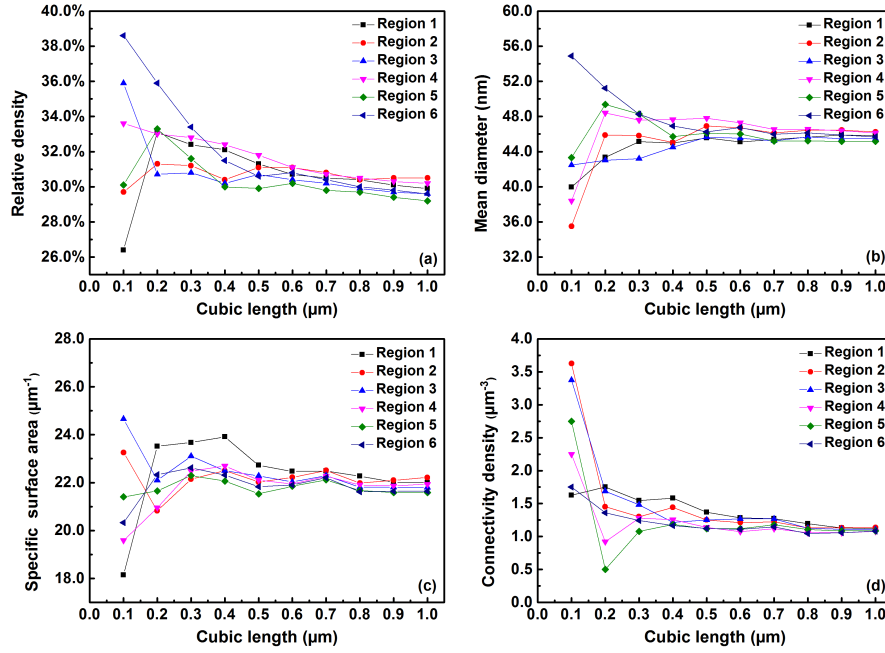 40.0%
38.0%
36.0%
34.0%
32.0%
30.0%
28.0%
26.0%
Relative density
Region 1
Region 2
Region 3
Region 4
Region 5
Region 6
(a)
0.0 0.1 0.2 0.3 0.4 0.5 0.6 0.7 0.8 0.9 1.0
Cubic length (μm)
60.0
56.0
52.0
48.0
44.0
40.0
36.0
32.0
Mean diameter (nm)
Region 1
Region 2
Region 3
Region 4
Region 5
Region 6
(b)
0.0 0.1 0.2 0.3 0.4 0.5 0.6 0.7 0.8 0.9 1.0
Cubic length (μm)
28.0
26.0
24.0
22.0
20.0
18.0
Specific surface area (μm⁻¹)
Region 1
Region 2
Region 3
Region 4
Region 5
Region 6
(c)
0.0 0.1 0.2 0.3 0.4 0.5 0.6 0.7 0.8 0.9 1.0
Cubic length (μm)
4.0
3.5
3.0
2.5
2.0
1.5
1.0
0.5
0.0
Connectivity density (μm⁻³)
Region 1
Region 2
Region 3
Region 4
Region 5
Region 6
(d)
0.0 0.1 0.2 0.3 0.4 0.5 0.6 0.7 0.8 0.9 1.0
Cubic length (μm)